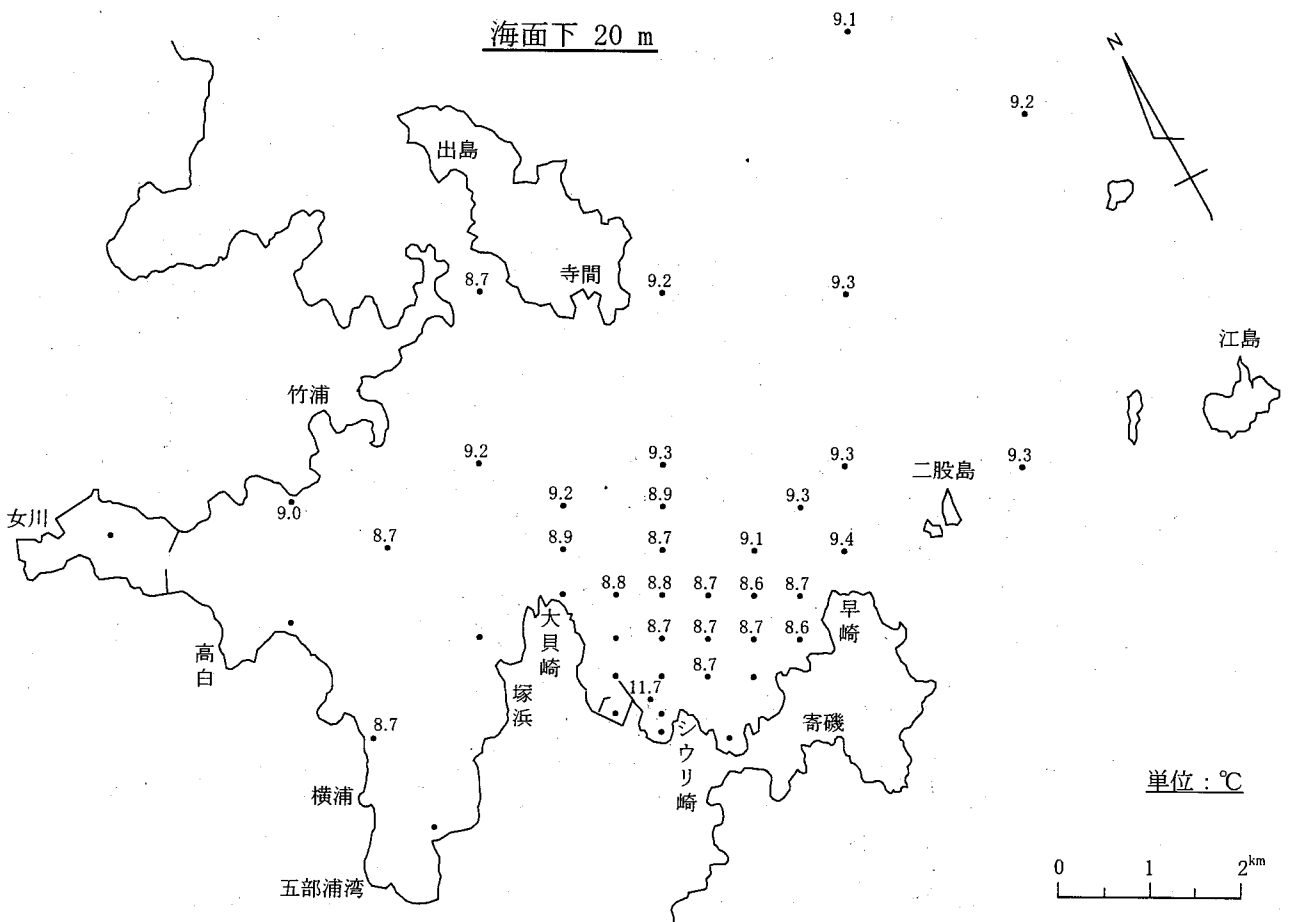 海面下 20 m
9.1
N
9.2
出島
寺間
8.7
9.2
9.3
江島
竹浦
9.2
9.3
9.3
二股島
9.3
9.2
8.9
9.3
女川
9.0
8.7
8.9
8.7
9.1
9.4
8.8
8.8
8.7
8.6
8.7
大貝崎
早崎
8.7
8.7
8.7
8.6
高白
8.7
塚浜
11.7
シウリ崎
寄磯
8.7
横浦
単位：℃
五部浦湾
0 1 2km